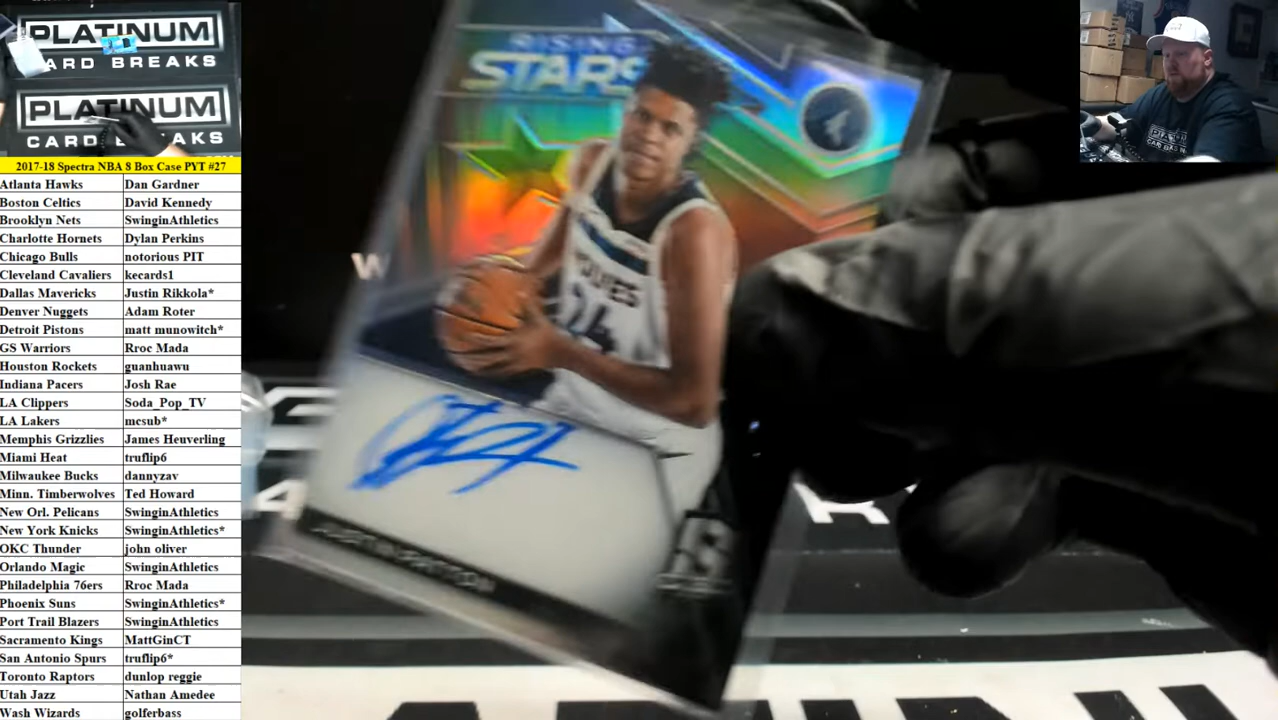 PLATINUM
CARD BREAKS
PLATINUM
CARD BREAKS
2017-18 Spectra NBA 8 Box Case PYT #27
Atlanta Hawks Dan Gardner
Boston Celtics David Kennedy
Brooklyn Nets SwinginAthletics
Charlotte Hornets Dylan Perkins
Chicago Bulls notorious PIT
Cleveland Cavaliers kecards1
Dallas Mavericks Justin Rikkola*
Denver Nuggets Adam Roter
Detroit Pistons matt munowitch*
GS Warriors Rroc Mada
Houston Rockets guanhuawu
Indiana Pacers Josh Rae
LA Clippers Soda_Pop_TV
LA Lakers mcsub*
Memphis Grizzlies James Heuverling
Miami Heat truflip6
Milwaukee Bucks dannyzav
Minn. Timberwolves Ted Howard
New Orl. Pelicans SwinginAthletics
New York Knicks SwinginAthletics*
OKC Thunder john oliver
Orlando Magic SwinginAthletics
Philadelphia 76ers Rroc Mada
Phoenix Suns SwinginAthletics*
Port Trail Blazers SwinginAthletics
Sacramento Kings MattGinCT
San Antonio Spurs truflip6*
Toronto Raptors dunlop reggie
Utah Jazz Nathan Amedee
Wash Wizards golferbass
RISING
STARS
WOLVES
24
JUSTIN PATTON